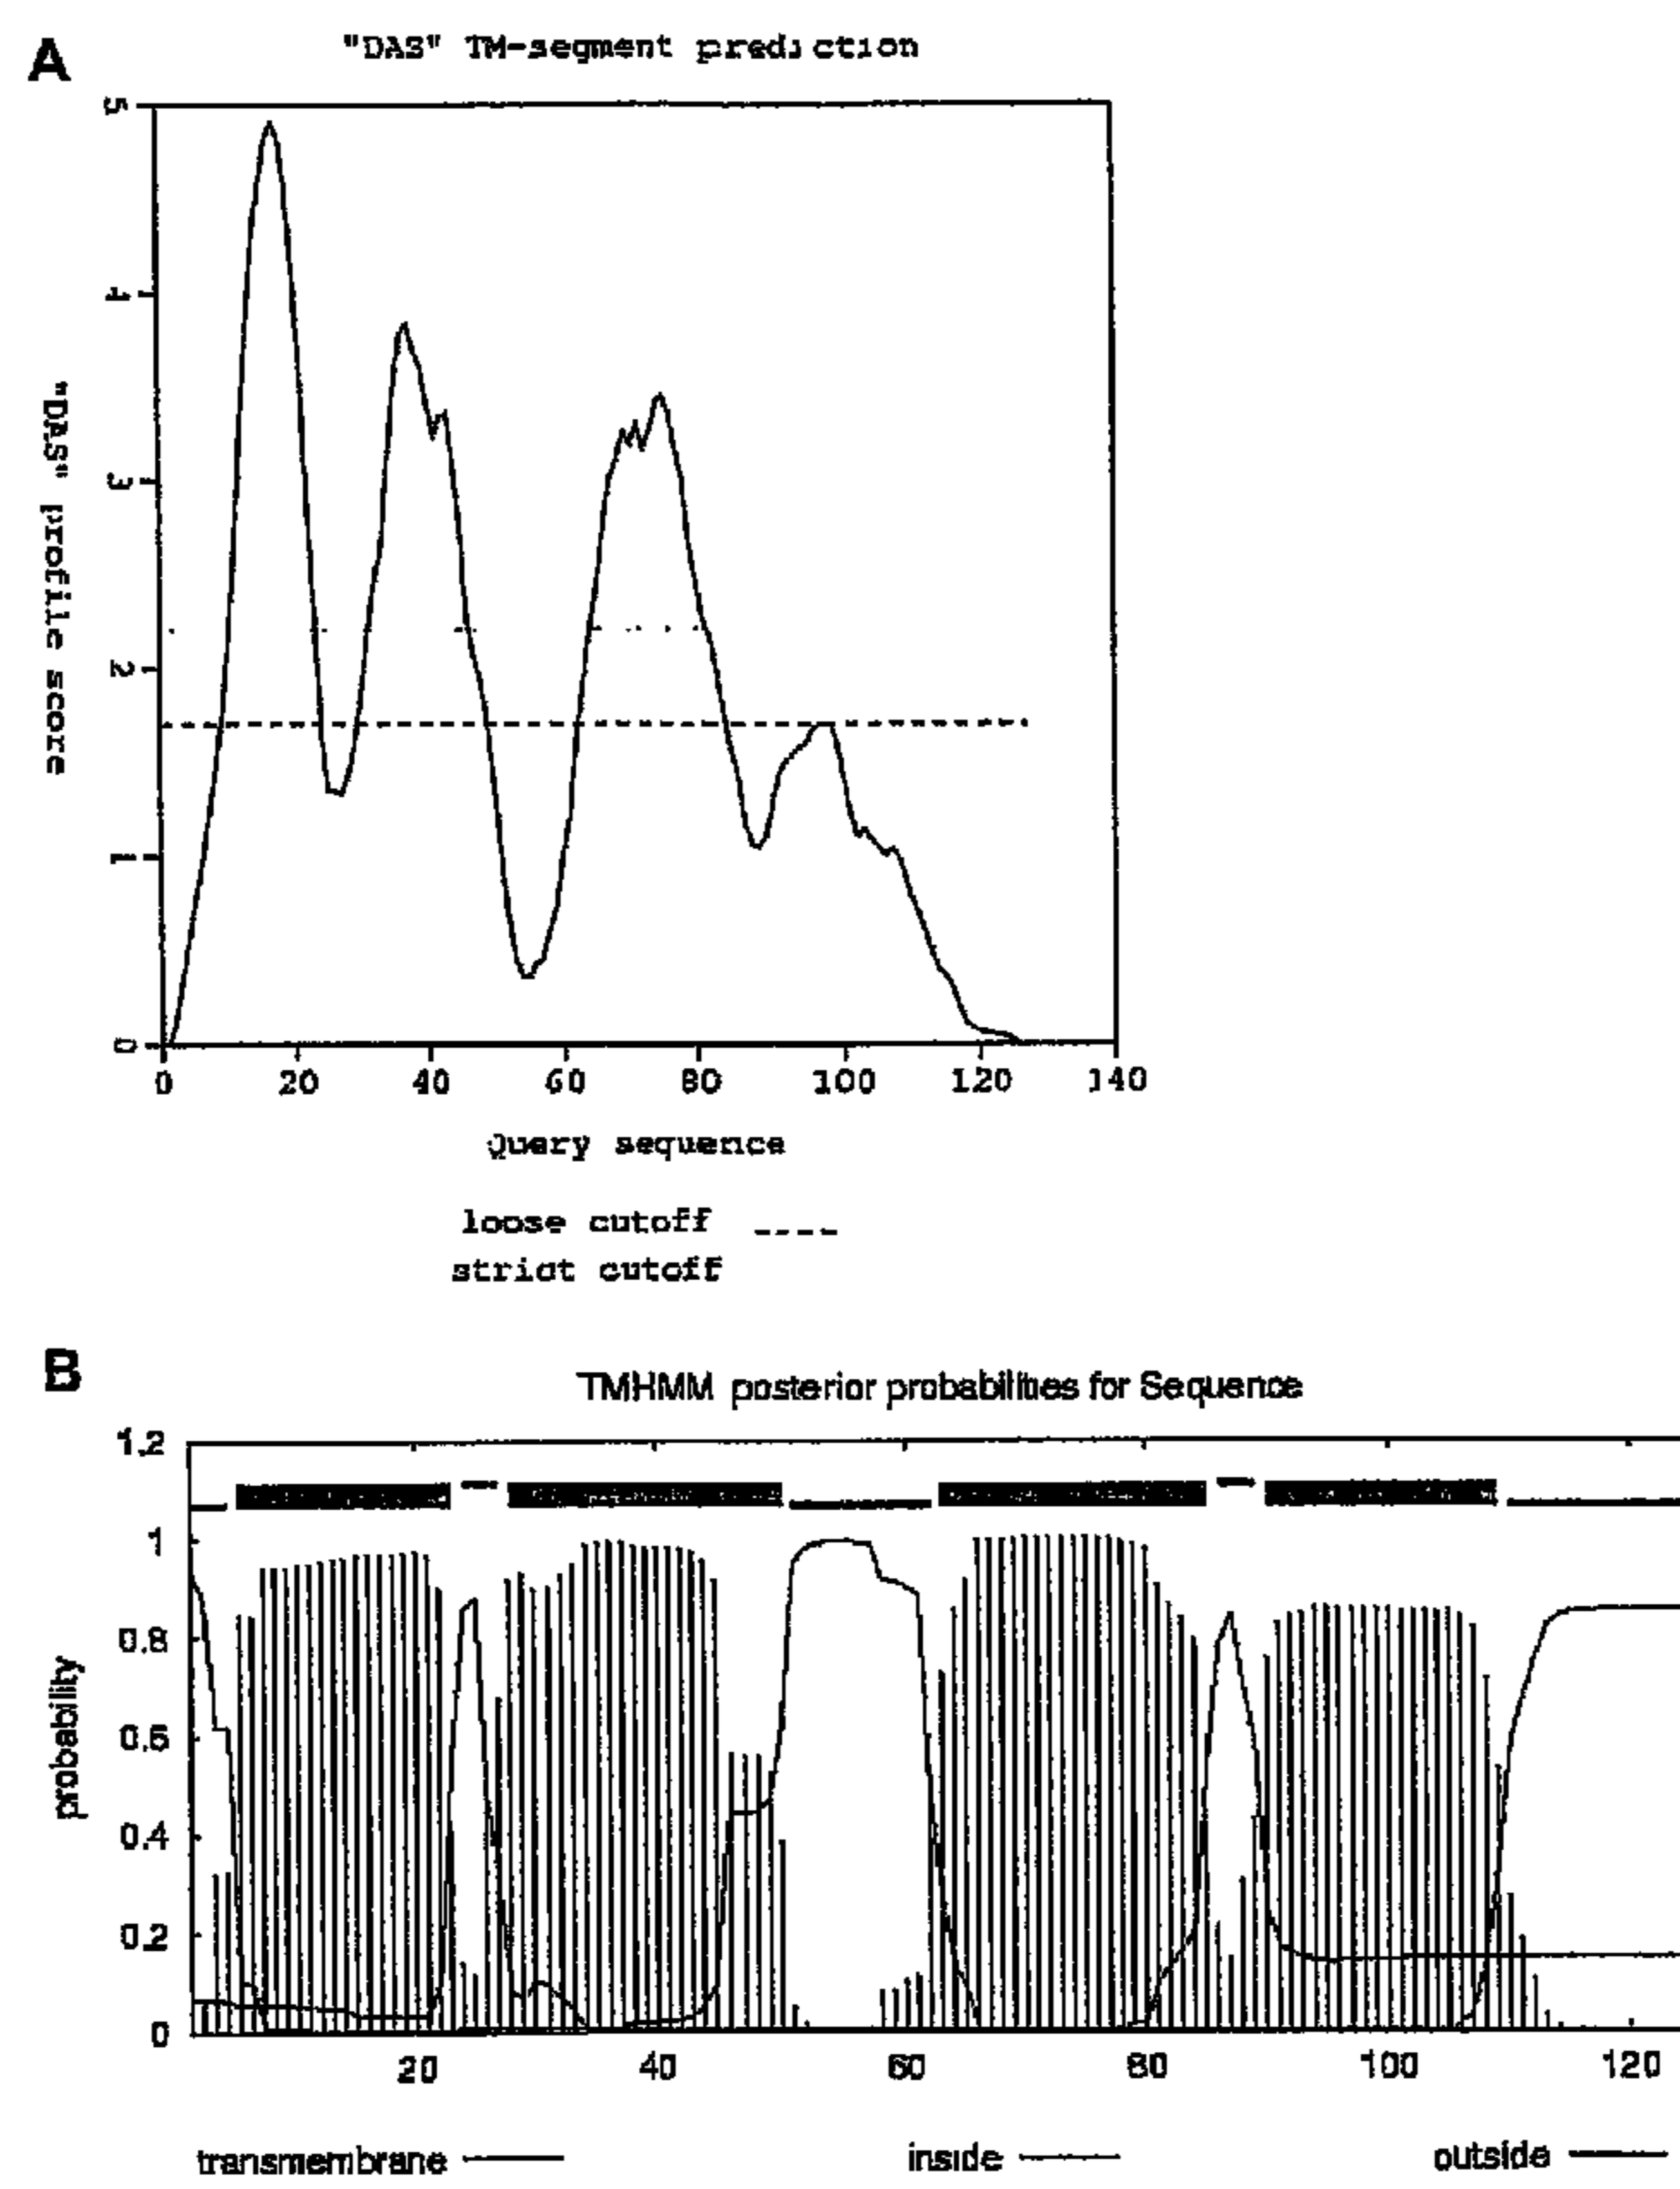 A
"DAS" TM-segment prediction
5
4
3
2
1
0
"DAS" profile score
0 20 40 60 80 100 120 140
Query sequence
loose cutoff
strict cutoff
B
TMHMM posterior probabilities for Sequence
1.2
1
0.8
0.6
0.4
0.2
0
probability
20 40 60 80 100 120
transmembrane inside outside